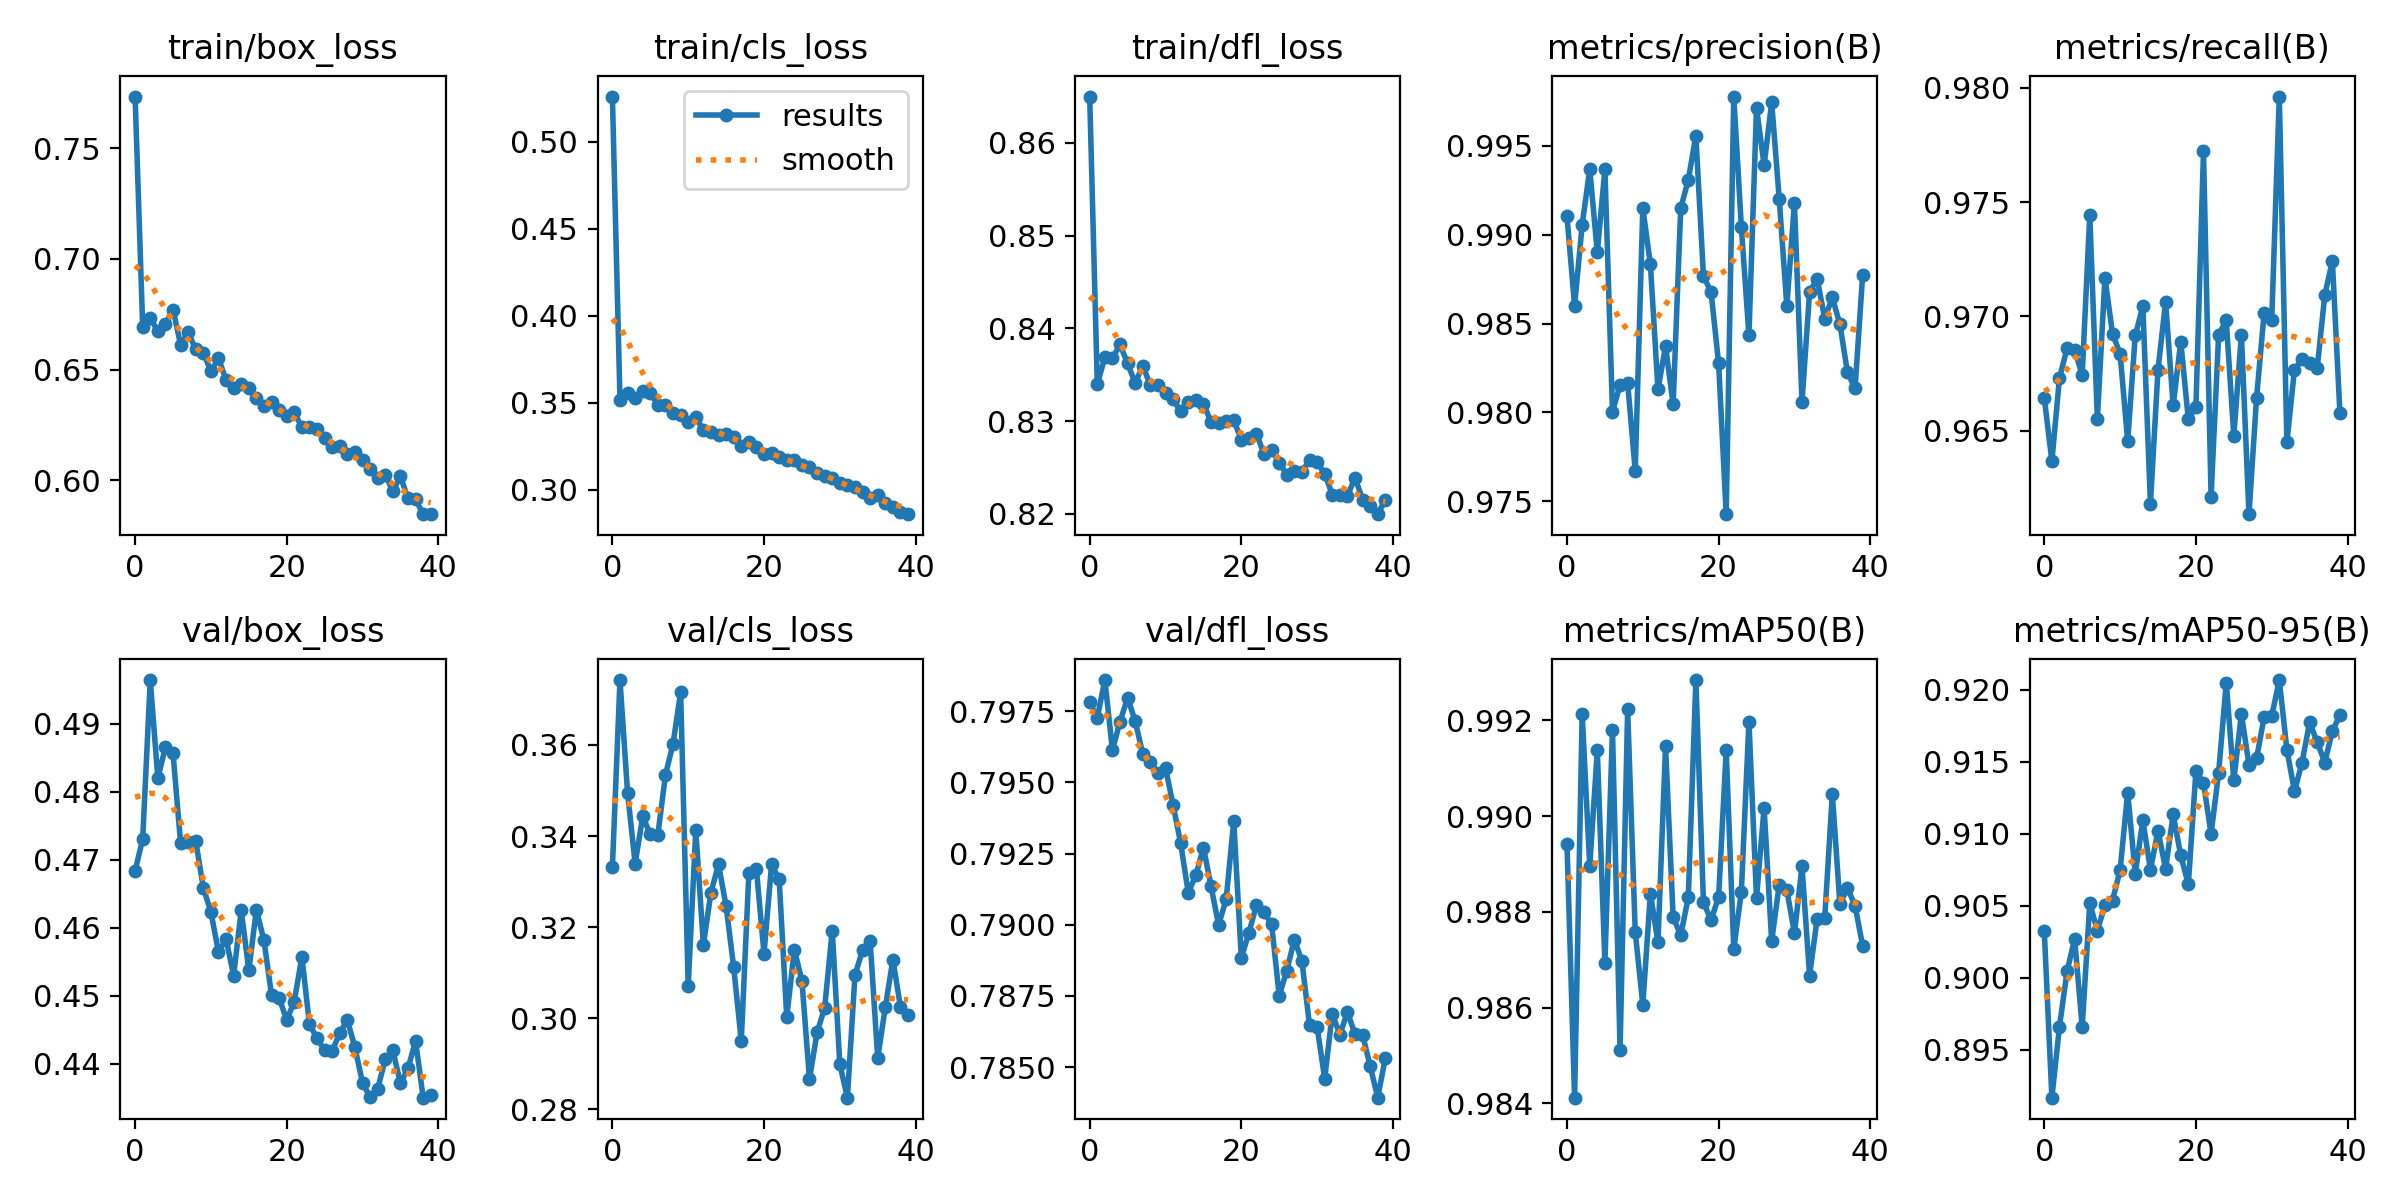 train/box_loss
0.75
0.70
0.65
0.60
0 20 40
train/cls_loss
results
smooth
0.50
0.45
0.40
0.35
0.30
0 20 40
train/dfl_loss
0.86
0.85
0.84
0.83
0.82
0 20 40
metrics/precision(B)
0.995
0.990
0.985
0.980
0.975
0 20 40
metrics/recall(B)
0.980
0.975
0.970
0.965
0 20 40
val/box_loss
0.49
0.48
0.47
0.46
0.45
0.44
0 20 40
val/cls_loss
0.36
0.34
0.32
0.30
0.28
0 20 40
val/dfl_loss
0.7975
0.7950
0.7925
0.7900
0.7875
0.7850
0 20 40
metrics/mAP50(B)
0.992
0.990
0.988
0.986
0.984
0 20 40
metrics/mAP50-95(B)
0.920
0.915
0.910
0.905
0.900
0.895
0 20 40